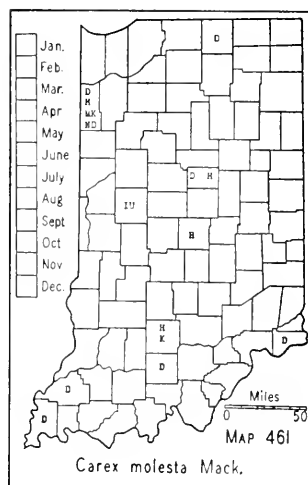 Jan.
Feb.
Mar.
Apr
May
June
July
Aug
Sept
Oct
Nov
Dec.
D
D
H
MK
ND
D H
IU
H
H
K
D
D
D
D
Miles
0 50
MAP 461
Carex molesta Mack.